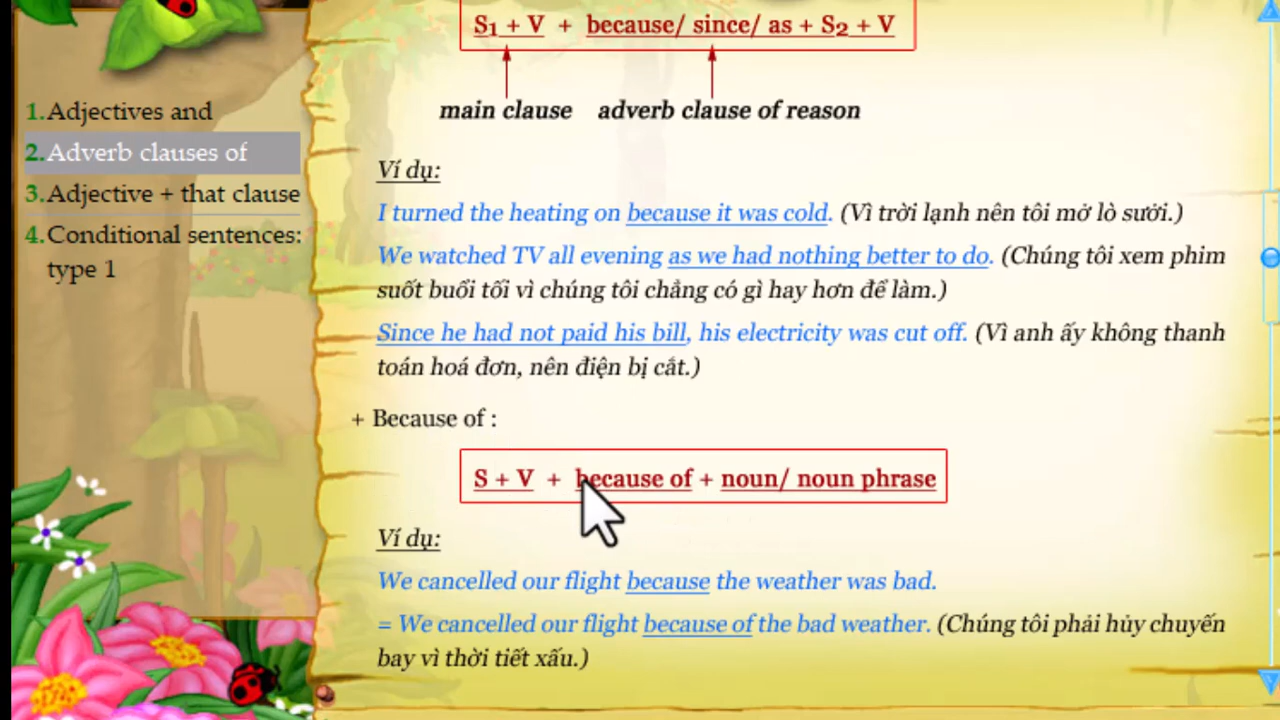 1.Adjectives and
2.Adverb clauses of
3.Adjective + that clause
4.Conditional sentences:
type 1
S₁ + V + because/ since/ as + S₂ + V
main clause adverb clause of reason
Ví dụ:
I turned the heating on because it was cold. (Vì trời lạnh nên tôi mở lò sưởi.)
We watched TV all evening as we had nothing better to do. (Chúng tôi xem phim
suốt buổi tối vì chúng tôi chẳng có gì hay hơn để làm.)
Since he had not paid his bill, his electricity was cut off. (Vì anh ấy không thanh
toán hoá đơn, nên điện bị cắt.)
+ Because of :
S + V + because of + noun/ noun phrase
Ví dụ:
We cancelled our flight because the weather was bad.
= We cancelled our flight because of the bad weather. (Chúng tôi phải hủy chuyến
bay vì thời tiết xấu.)